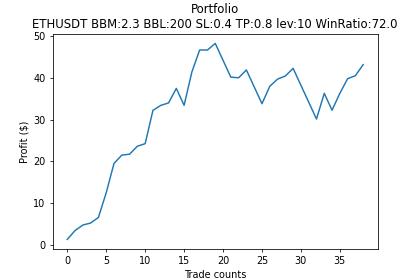 Portfolio
ETHUSDT BBM:2.3 BBL:200 SL:0.4 TP:0.8 lev:10 WinRatio:72.0
50
40
30
20
10
0
Profit ($)
0 5 10 15 20 25 30 35
Trade counts